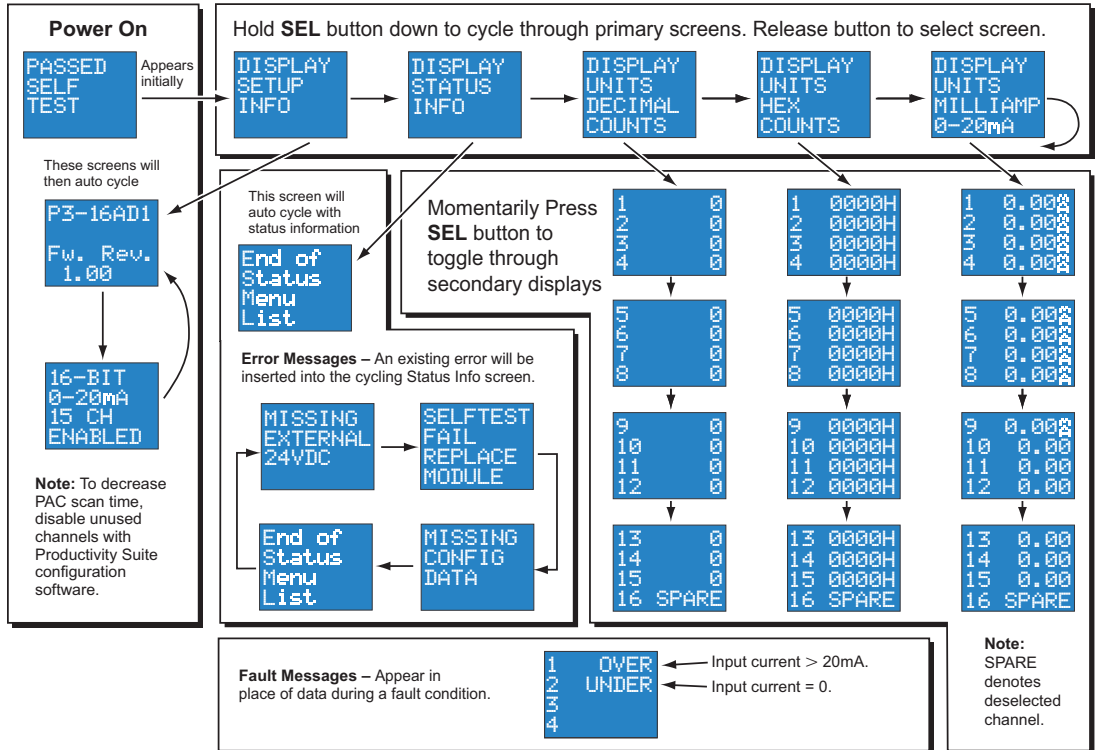 Power On
PASSED
SELF
TEST
Appears
initially
These screens will
then auto cycle
P3-16AD1
Fw. Rev.
1.00
16-BIT
0-20mA
15 CH
ENABLED
Note: To decrease
PAC scan time,
disable unused
channels with
Productivity Suite
configuration
software.
Hold SEL button down to cycle through primary screens. Release button to select screen.
DISPLAY
SETUP
INFO
DISPLAY
STATUS
INFO
DISPLAY
UNITS
DECIMAL
COUNTS
DISPLAY
UNITS
HEX
COUNTS
DISPLAY
UNITS
MILLIAMP
0-20mA
This screen will
auto cycle with
status information
End of
Status
Menu
List
Error Messages – An existing error will be
inserted into the cycling Status Info screen.
MISSING
EXTERNAL
24VDC
SELFTEST
FAIL
REPLACE
MODULE
End of
Status
Menu
List
MISSING
CONFIG
DATA
Momentarily Press
SEL button to
toggle through
secondary displays
1 0
2 0
3 0
4 0
5 0
6 0
7 0
8 0
9 0
10 0
11 0
12 0
13 0
14 0
15 0
16 SPARE
1 0000H
2 0000H
3 0000H
4 0000H
5 0000H
6 0000H
7 0000H
8 0000H
9 0000H
10 0000H
11 0000H
12 0000H
13 0000H
14 0000H
15 0000H
16 SPARE
1 0.00
2 0.00
3 0.00
4 0.00
5 0.00
6 0.00
7 0.00
8 0.00
9 0.00
10 0.00
11 0.00
12 0.00
13 0.00
14 0.00
15 0.00
16 SPARE
Note:
SPARE
denotes
deselected
channel.
Fault Messages – Appear in
place of data during a fault condition.
1 OVER
2 UNDER
3
4
Input current > 20mA.
Input current = 0.